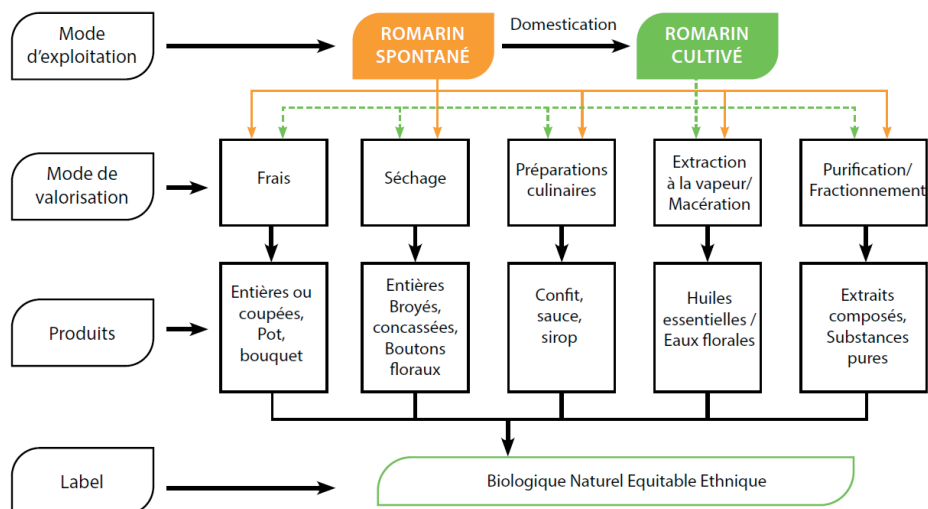 Mode
d'exploitation
ROMARIN
SPONTANÉ
Domestication
ROMARIN
CULTIVÉ
Mode de
valorisation
Frais
Séchage
Préparations
culinaires
Extraction
à la vapeur/
Macération
Purification/
Fractionnement
Produits
Entières ou
coupées,
Pot,
bouquet
Entières
Broyés,
concassées,
Boutons
floraux
Confit,
sauce,
sirop
Huiles
essentielles /
Eaux florales
Extraits
composés,
Substances
pures
Label
Biologique Naturel Equitable Ethnique